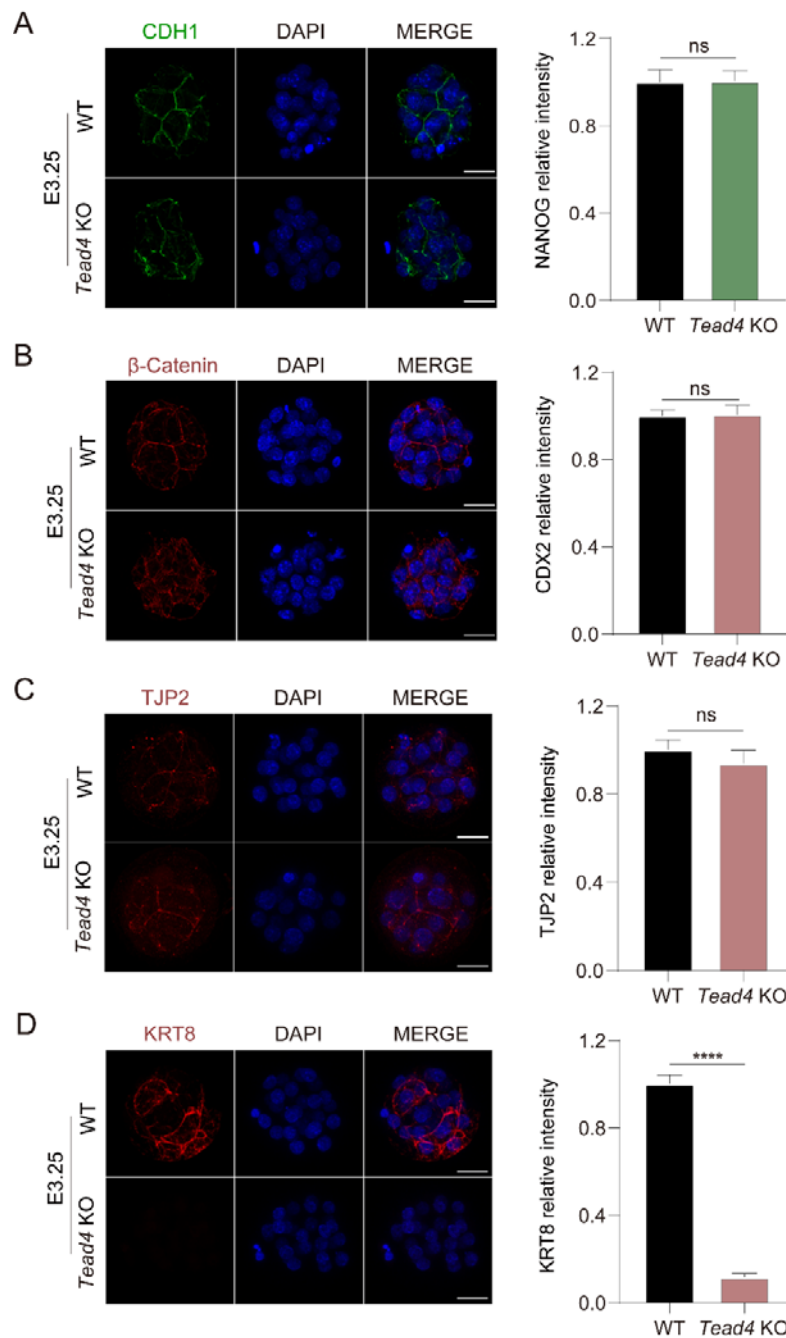 A
CDH1 DAPI MERGE
E3.25
WT
Tead4 KO
NANOG relative intensity
1.2
0.8
0.4
0.0
ns
WT Tead4 KO
B
β-Catenin DAPI MERGE
E3.25
WT
Tead4 KO
CDX2 relative intensity
1.2
0.8
0.4
0.0
ns
WT Tead4 KO
C
TJP2 DAPI MERGE
E3.25
WT
Tead4 KO
TJP2 relative intensity
1.2
0.8
0.4
0.0
ns
WT Tead4 KO
D
KRT8 DAPI MERGE
E3.25
WT
Tead4 KO
KRT8 relative intensity
1.2
0.8
0.4
0.0
****
WT Tead4 KO